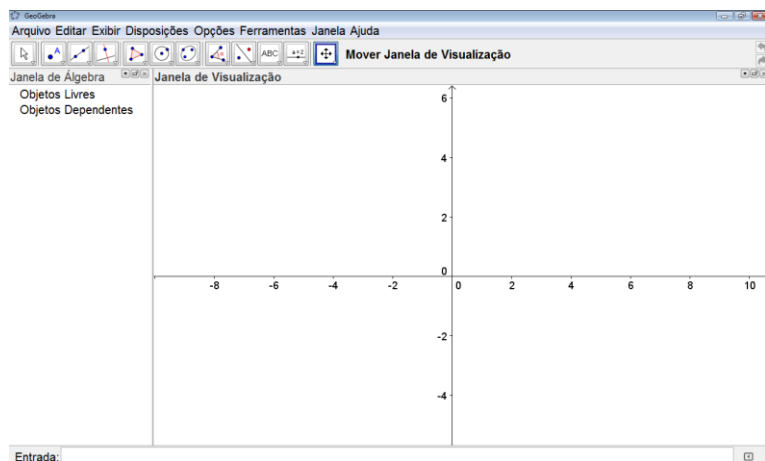 GeoGebra
Arquivo Editar Exibir Disposições Opções Ferramentas Janela Ajuda
A ABC a=2 Mover Janela de Visualização
Janela de Álgebra Janela de Visualização
Objetos Livres
Objetos Dependentes
6
4
2
0
-8 -6 -4 -2 0 2 4 6 8 10
-2
-4
Entrada: